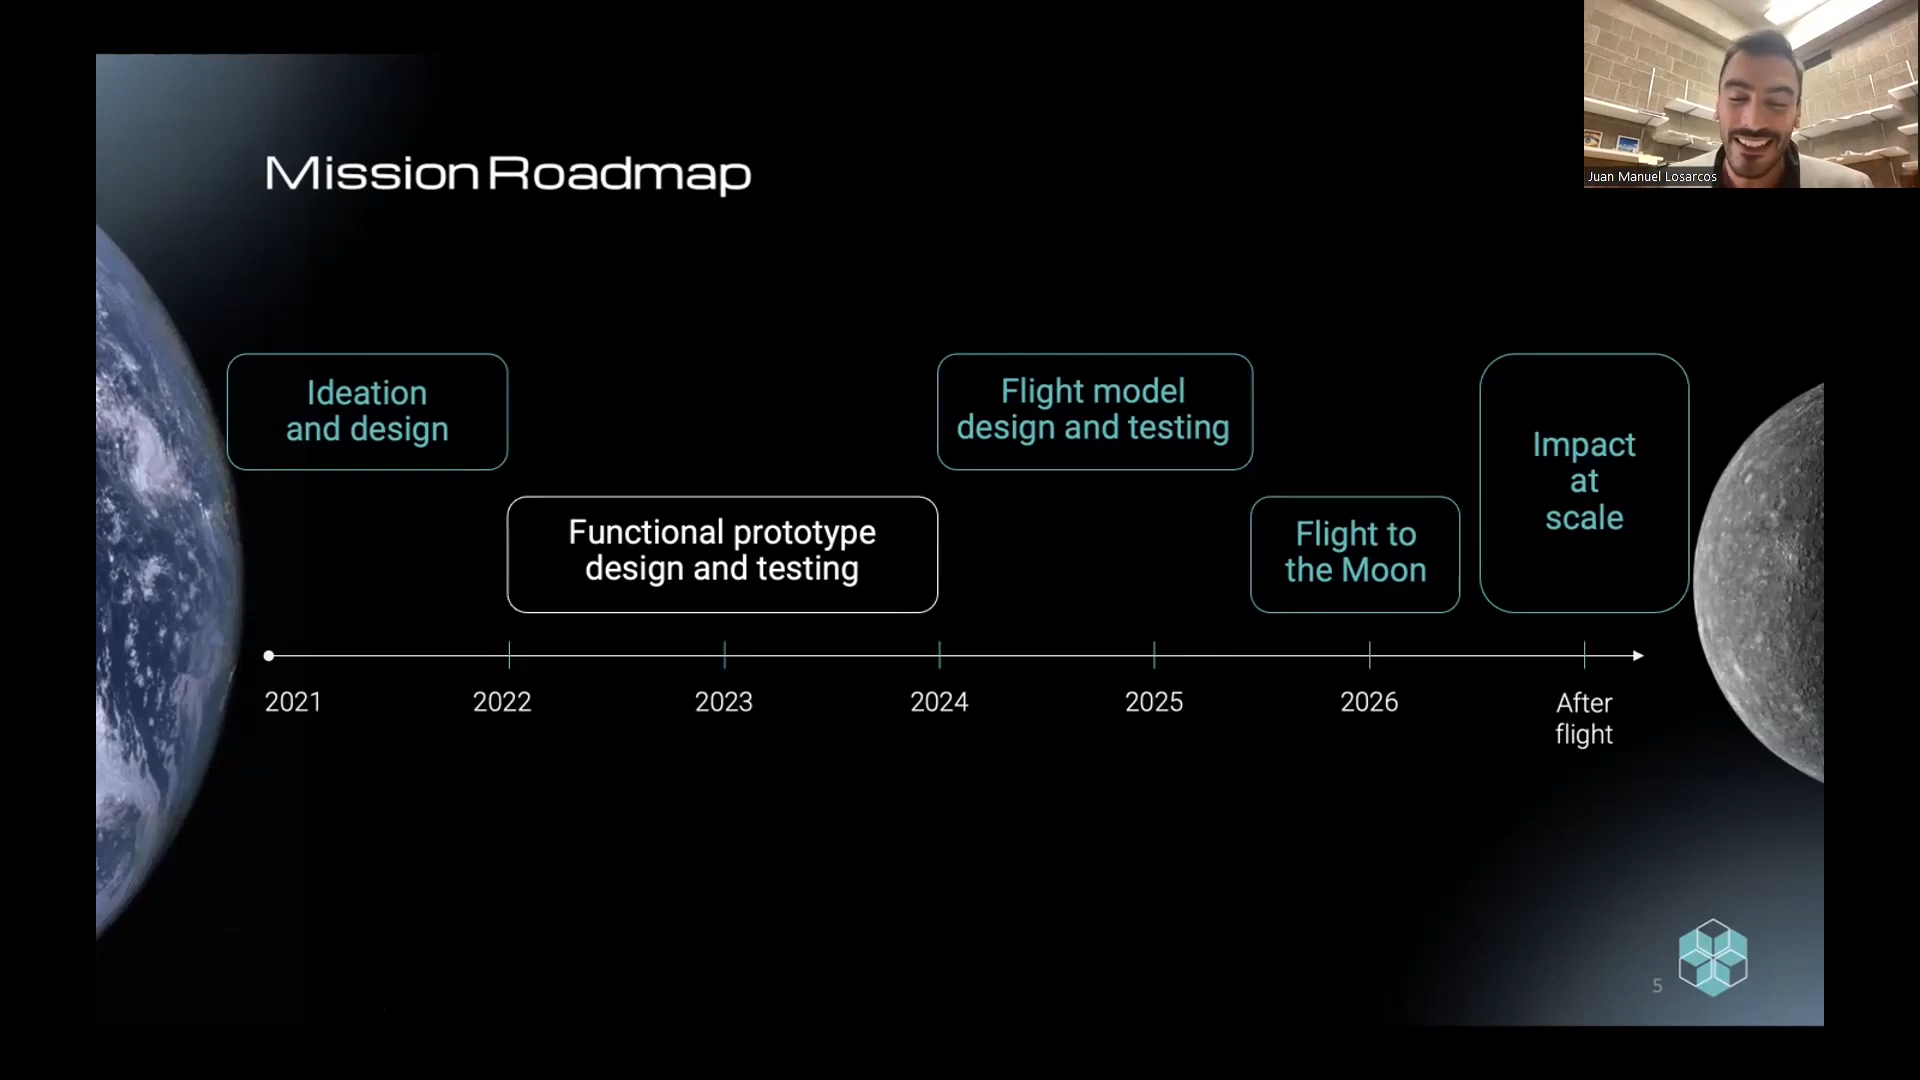 Mission Roadmap
Juan Manuel Losarcos
Ideation
and design
Functional prototype
design and testing
Flight model
design and testing
Flight to
the Moon
Impact
at
scale
2021
2022
2023
2024
2025
2026
After
flight
5